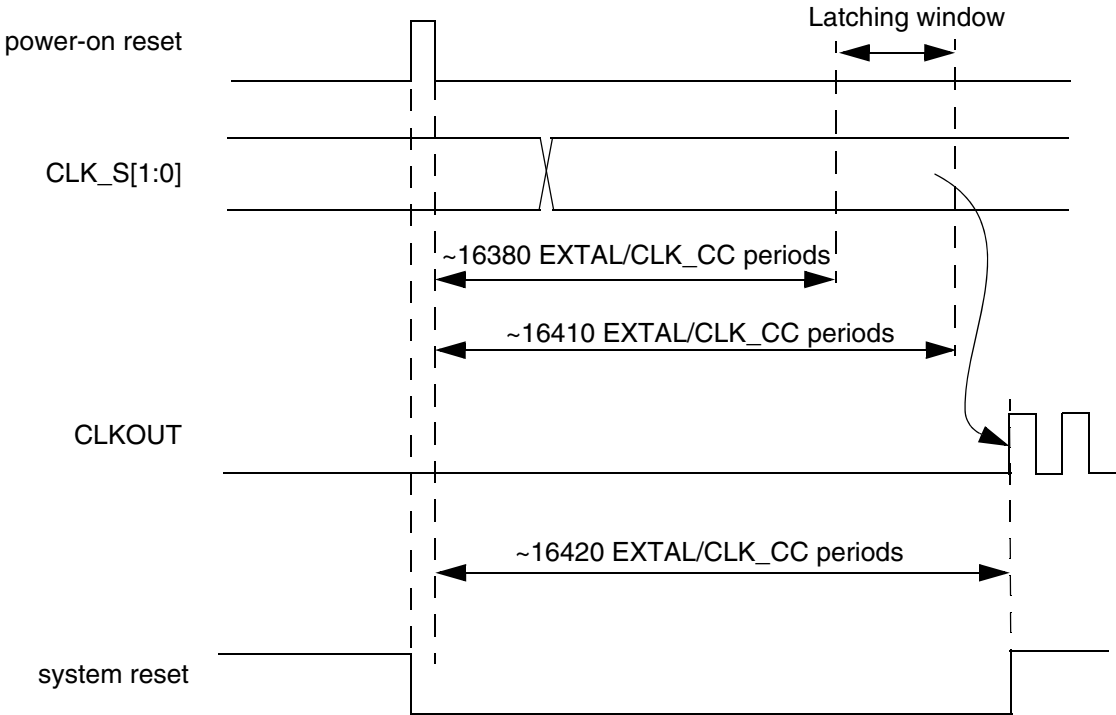 Latching window
power-on reset
CLK_S[1:0]
~16380 EXTAL/CLK_CC periods
~16410 EXTAL/CLK_CC periods
CLKOUT
~16420 EXTAL/CLK_CC periods
system reset